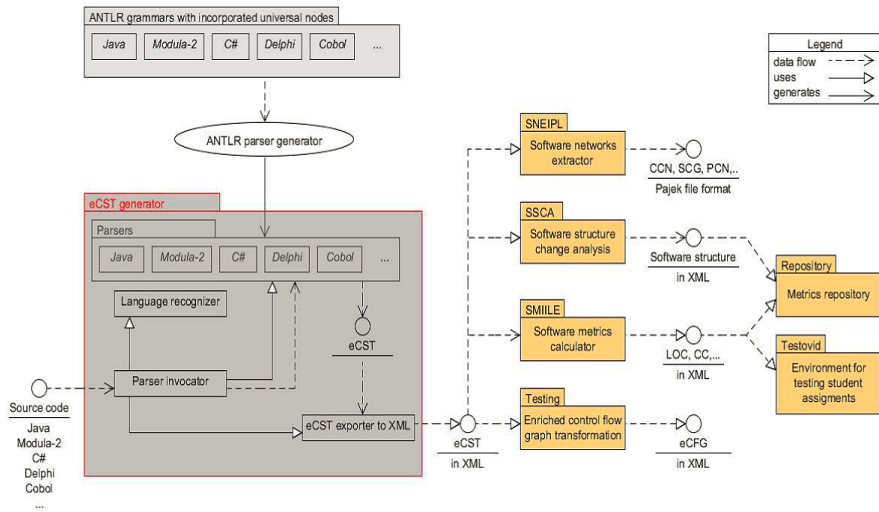 ANTLR grammars with incorporated universal nodes
Java
Modula-2
C#
Delphi
Cobol
...
Legend
data flow
uses
generates
ANTLR parser generator
SNEIPL
Software networks
extractor
CCN, SCG, PCN,..
Pajek file format
eCST generator
Parsers
Java
Modula-2
C#
Delphi
Cobol
...
SSCA
Software structure
change analysis
Software structure
in XML
Repository
Metrics repository
Language recognizer
eCST
SMIILE
Software metrics
calculator
LOC, CC,...
in XML
Testovid
Environment for
testing student
assigments
Parser invocator
Source code
Java
Modula-2
C#
Delphi
Cobol
...
eCST exporter to XML
eCST
in XML
Testing
Enriched control flow
graph transformation
eCFG
in XML